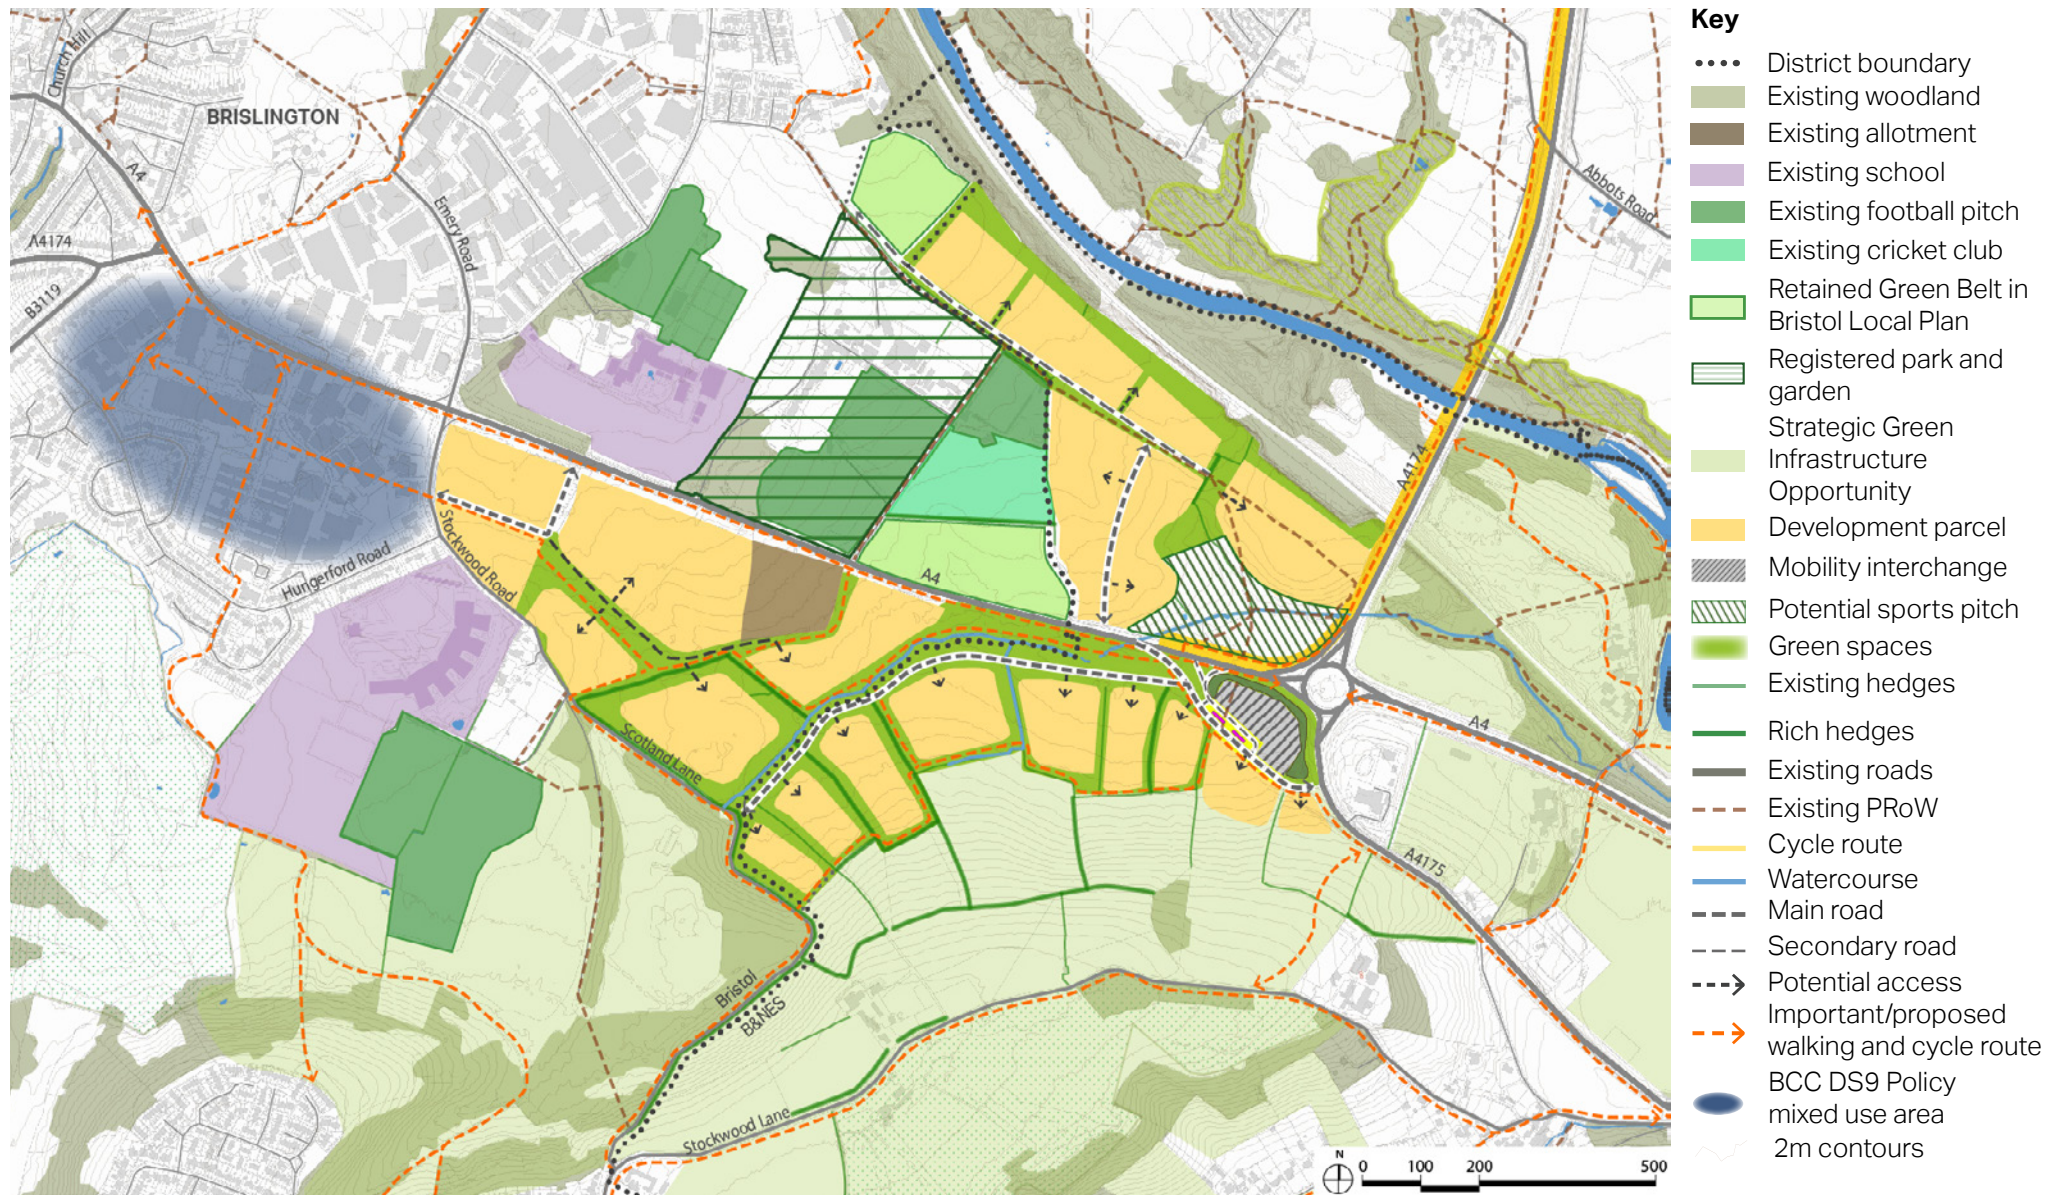 Church Hill
BRISLINGTON
A4
Emery Road
A4174
B3119
Abbots Road
A4174
Stockwood Road
Hungerford Road
A4
Scotland Lane
A4
A4175
Bristol
B&NES
Stockwood Lane
N
0 100 200 500
Key
District boundary
Existing woodland
Existing allotment
Existing school
Existing football pitch
Existing cricket club
Retained Green Belt in
Bristol Local Plan
Registered park and
garden
Strategic Green
Infrastructure
Opportunity
Development parcel
Mobility interchange
Potential sports pitch
Green spaces
Existing hedges
Rich hedges
Existing roads
Existing PRoW
Cycle route
Watercourse
Main road
Secondary road
Potential access
Important/proposed
walking and cycle route
BCC DS9 Policy
mixed use area
2m contours